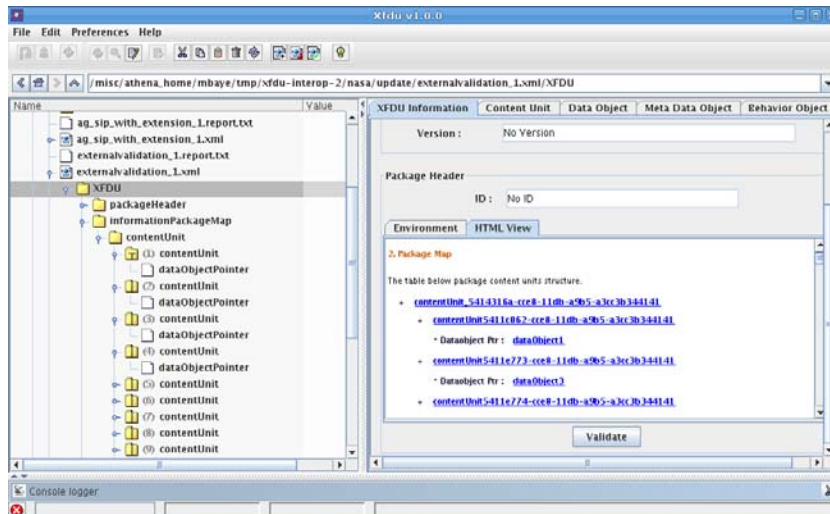 Xfdu v1.0.0
File Edit Preferences Help
/misc/athena_home/mbaye/tmp/xfdu-interop-2/nasa/update/externalvalidation_1.xml/XFDU
Name Value
ag_sip_with_extension_1.report.txt
ag_sip_with_extension_1.xml
externalvalidation_1.report.txt
externalvalidation_1.xml
XFDU
packageHeader
informationPackageMap
contentUnit
(1) contentUnit
dataObjectPointer
(2) contentUnit
dataObjectPointer
(3) contentUnit
dataObjectPointer
(4) contentUnit
dataObjectPointer
(5) contentUnit
(6) contentUnit
(7) contentUnit
(8) contentUnit
(9) contentUnit
XFDU Information Content Unit Data Object Meta Data Object Behavior Object
Version : No Version
Package Header
ID : No ID
Environment HTML View
2. Package Map
The table below package content units structure.
+ contentUnit_5414316a-cce8-11db-a9b5-a3cc3b344141
+ contentUnit5411c062-cce8-11db-a9b5-a3cc3b344141
* Dataobject Ptr : dataObject1
+ contentUnit5411e773-cce8-11db-a9b5-a3cc3b344141
* Dataobject Ptr : dataObject3
+ contentUnit5411e774-cce8-11db-a9b5-a3cc3b344141
Validate
Console logger